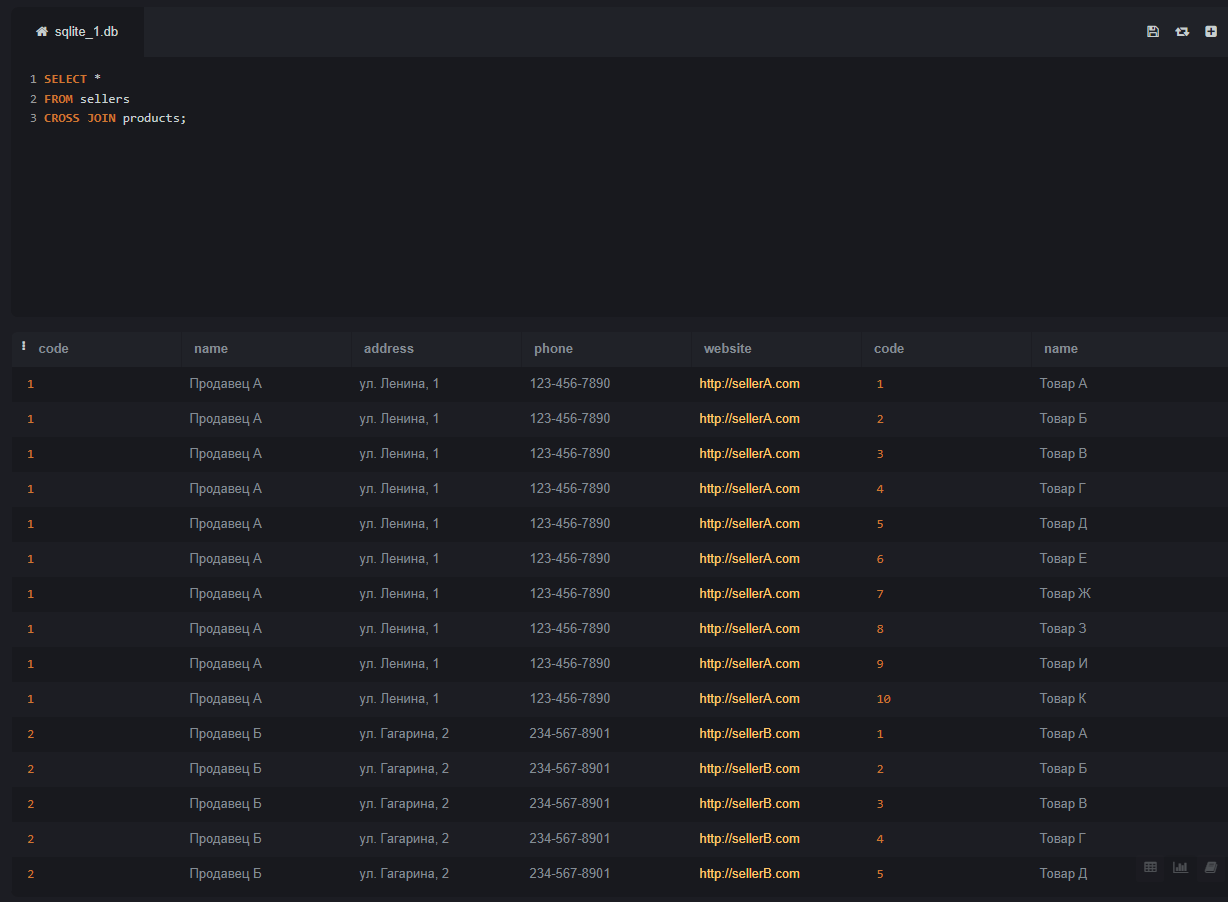 sqlite_1.db
1 SELECT *
2 FROM sellers
3 CROSS JOIN products;
code name address phone website code name
1 Продавец А ул. Ленина, 1 123-456-7890 http://sellerA.com 1 Товар А
1 Продавец А ул. Ленина, 1 123-456-7890 http://sellerA.com 2 Товар Б
1 Продавец А ул. Ленина, 1 123-456-7890 http://sellerA.com 3 Товар В
1 Продавец А ул. Ленина, 1 123-456-7890 http://sellerA.com 4 Товар Г
1 Продавец А ул. Ленина, 1 123-456-7890 http://sellerA.com 5 Товар Д
1 Продавец А ул. Ленина, 1 123-456-7890 http://sellerA.com 6 Товар Е
1 Продавец А ул. Ленина, 1 123-456-7890 http://sellerA.com 7 Товар Ж
1 Продавец А ул. Ленина, 1 123-456-7890 http://sellerA.com 8 Товар З
1 Продавец А ул. Ленина, 1 123-456-7890 http://sellerA.com 9 Товар И
1 Продавец А ул. Ленина, 1 123-456-7890 http://sellerA.com 10 Товар К
2 Продавец Б ул. Гагарина, 2 234-567-8901 http://sellerB.com 1 Товар А
2 Продавец Б ул. Гагарина, 2 234-567-8901 http://sellerB.com 2 Товар Б
2 Продавец Б ул. Гагарина, 2 234-567-8901 http://sellerB.com 3 Товар В
2 Продавец Б ул. Гагарина, 2 234-567-8901 http://sellerB.com 4 Товар Г
2 Продавец Б ул. Гагарина, 2 234-567-8901 http://sellerB.com 5 Товар Д